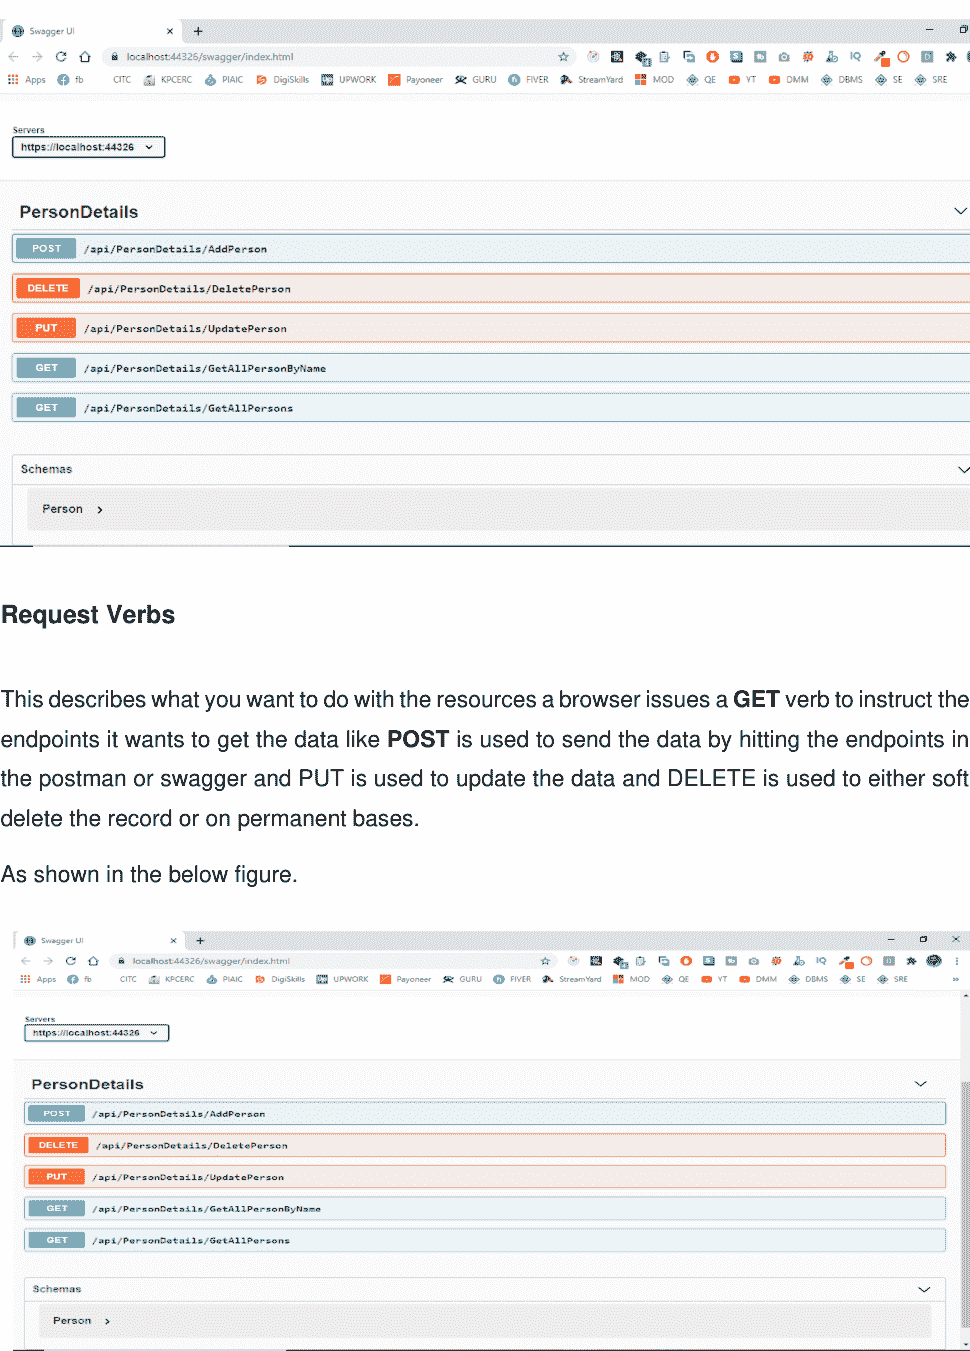 Swagger UI
localhost:44326/swagger/index.html
Apps fb CITC KPCERC PIAIC DigiSkills UPWORK Payoneer GURU FIVER StreamYard MOD QE YT DMM DBMS SE SRE
Servers
https://localhost:44326
PersonDetails
POST /api/PersonDetails/AddPerson
DELETE /api/PersonDetails/DeletePerson
PUT /api/PersonDetails/UpdatePerson
GET /api/PersonDetails/GetAllPersonByName
GET /api/PersonDetails/GetAllPersons
Schemas
Person
Request Verbs
This describes what you want to do with the resources a browser issues a GET verb to instruct the
endpoints it wants to get the data like POST is used to send the data by hitting the endpoints in
the postman or swagger and PUT is used to update the data and DELETE is used to either soft
delete the record or on permanent bases.
As shown in the below figure.
Swagger UI
localhost:44326/swagger/index.html
Apps fb CITC KPCERC PIAIC DigiSkills UPWORK Payoneer GURU FIVER StreamYard MOD QE YT DMM DBMS SE SRE
Servers
https://localhost:44326
PersonDetails
POST /api/PersonDetails/AddPerson
DELETE /api/PersonDetails/DeletePerson
PUT /api/PersonDetails/UpdatePerson
GET /api/PersonDetails/GetAllPersonByName
GET /api/PersonDetails/GetAllPersons
Schemas
Person